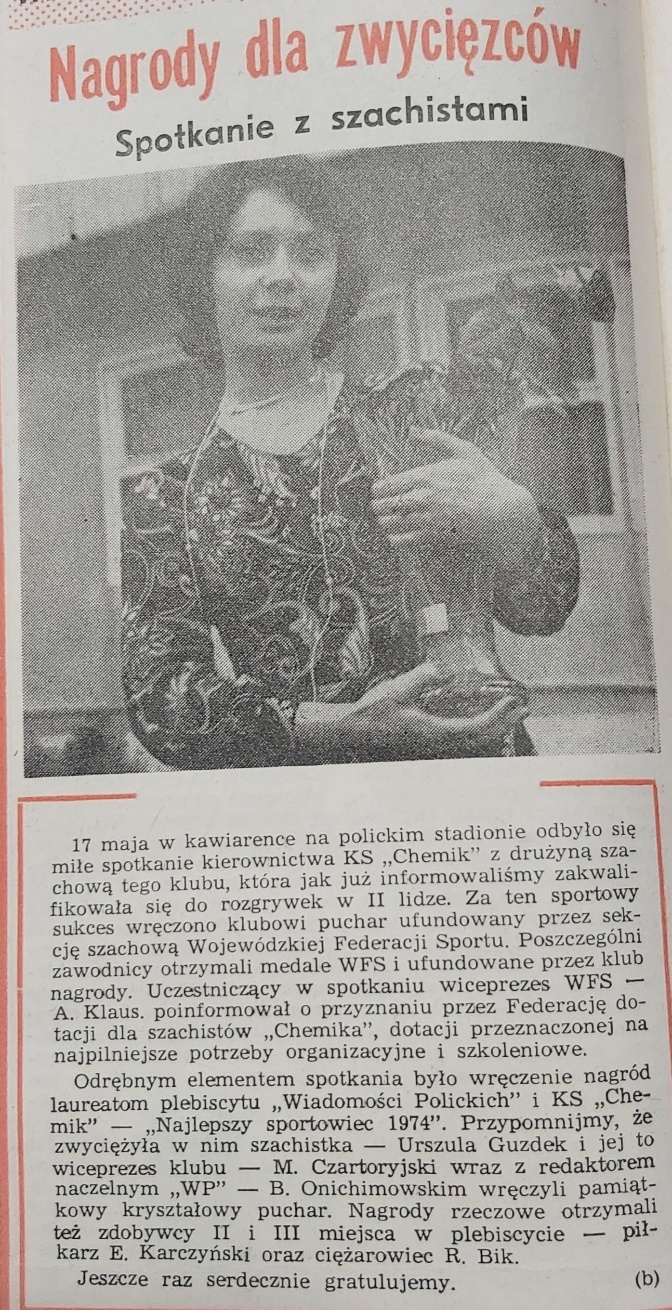 Nagrody dla zwycięzców
Spotkanie z szachistami
17 maja w kawiarence na polickim stadionie odbyło się
miłe spotkanie kierownictwa KS „Chemik” z drużyną sza-
chową tego klubu, która jak już informowaliśmy zakwali-
fikowała się do rozgrywek w II lidze. Za ten sportowy
sukces wręczono klubowi puchar ufundowany przez sek-
cję szachową Wojewódzkiej Federacji Sportu. Poszczególni
zawodnicy otrzymali medale WFS i ufundowane przez klub
nagrody. Uczestniczący w spotkaniu wiceprezes WFS —
A. Klaus. poinformował o przyznaniu przez Federację do-
tacji dla szachistów „Chemika”, dotacji przeznaczonej na
najpilniejsze potrzeby organizacyjne i szkoleniowe.
Odrębnym elementem spotkania było wręczenie nagród
laureatom plebiscytu „Wiadomości Polickich” i KS „Che-
mik” — „Najlepszy sportowiec 1974”. Przypomnijmy, że
zwyciężyła w nim szachistka — Urszula Guzdek i jej to
wiceprezes klubu — M. Czartoryjski wraz z redaktorem
naczelnym „WP” — B. Onichimowskim wręczyli pamiąt-
kowy kryształowy puchar. Nagrody rzeczowe otrzymali
też zdobywcy II i III miejsca w plebiscycie — pił-
karz E. Karczyński oraz ciężarowiec R. Bik.
Jeszcze raz serdecznie gratulujemy. (b)